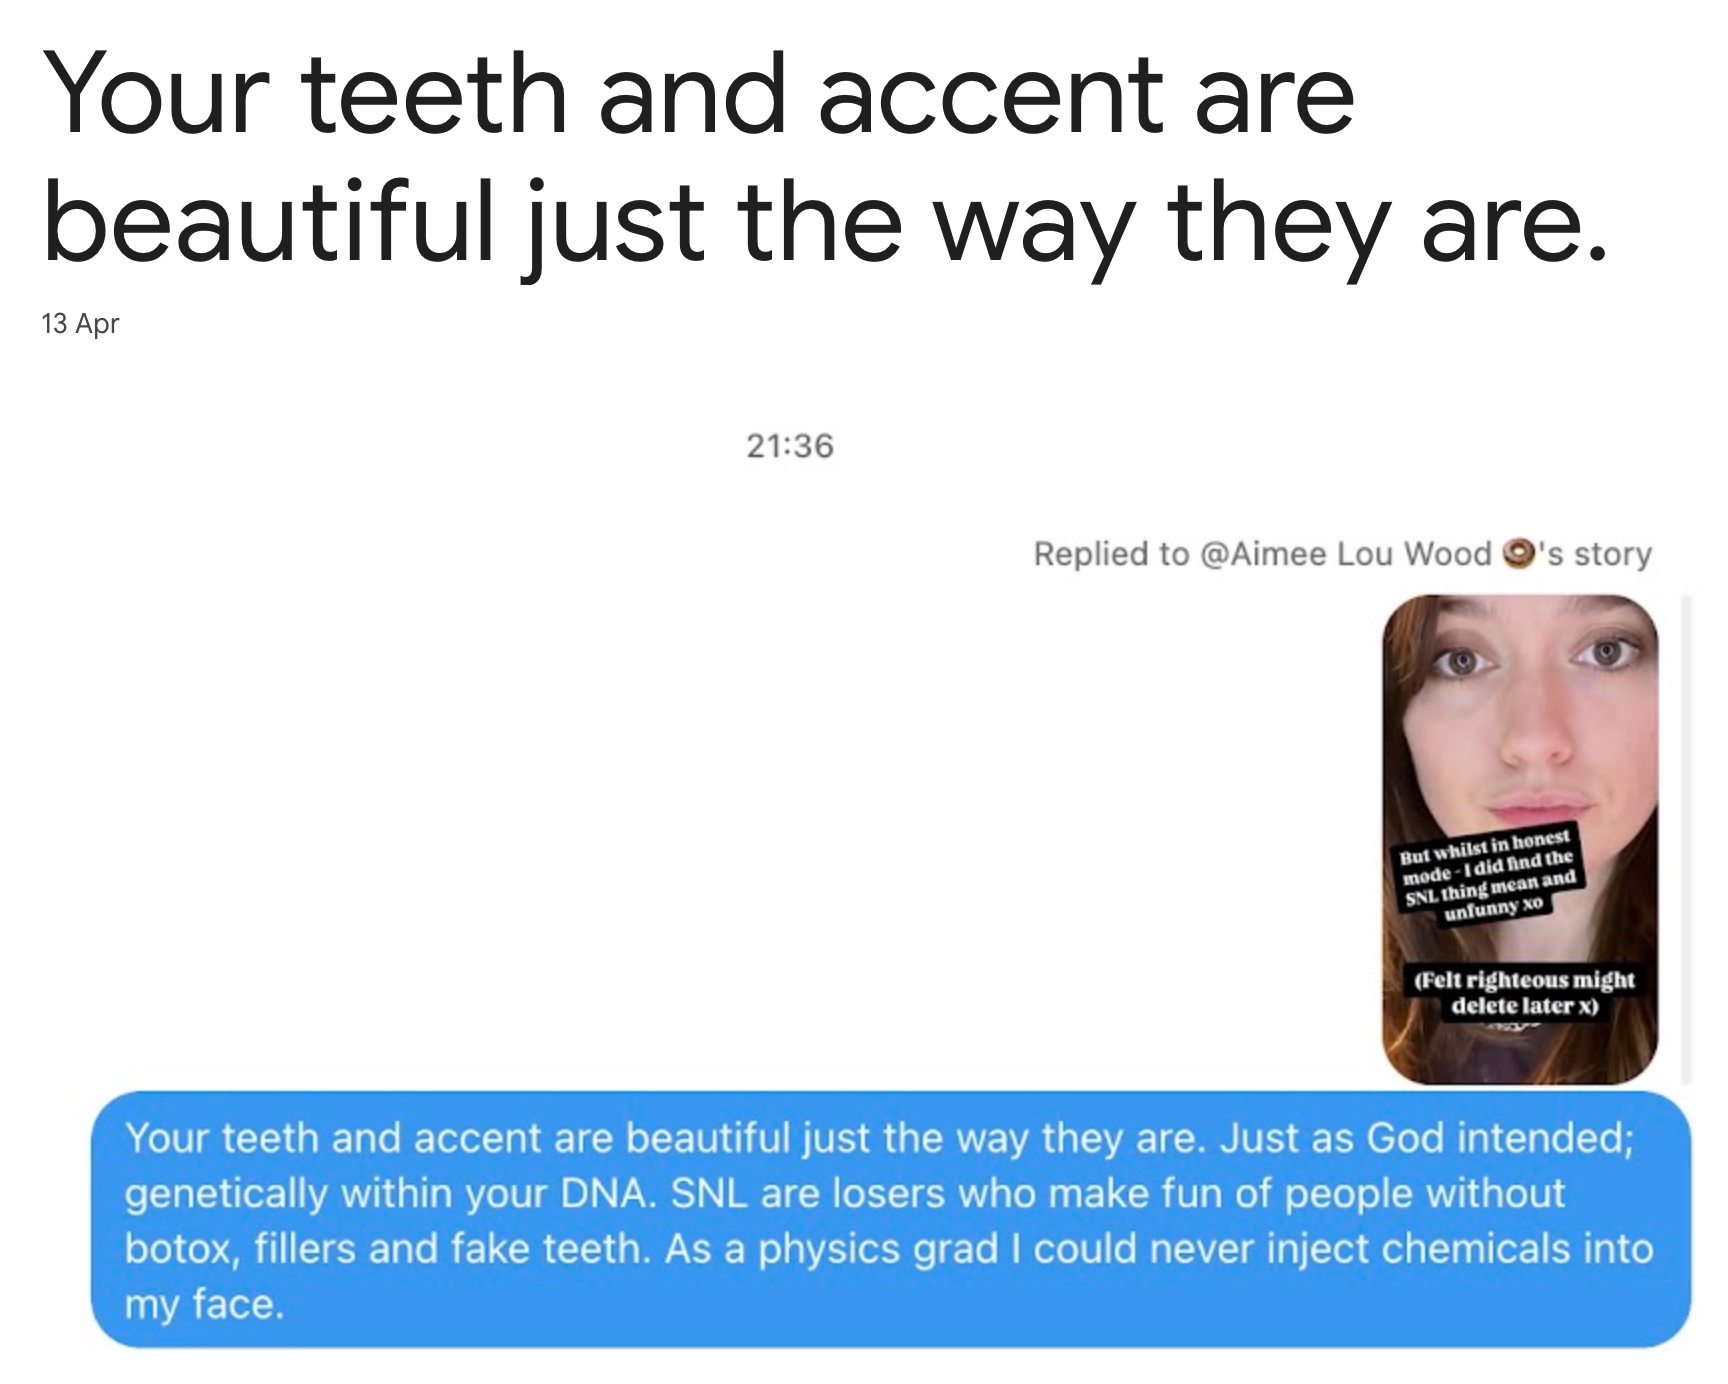 Your teeth and accent are
beautiful just the way they are.
13 Apr
21:36
Replied to @Aimee Lou Wood 🍩's story
But whilst in honest
mode - I did find the
SNL thing mean and
unfunny xo
(Felt righteous might
delete later x)
Your teeth and accent are beautiful just the way they are. Just as God intended;
genetically within your DNA. SNL are losers who make fun of people without
botox, fillers and fake teeth. As a physics grad I could never inject chemicals into
my face.